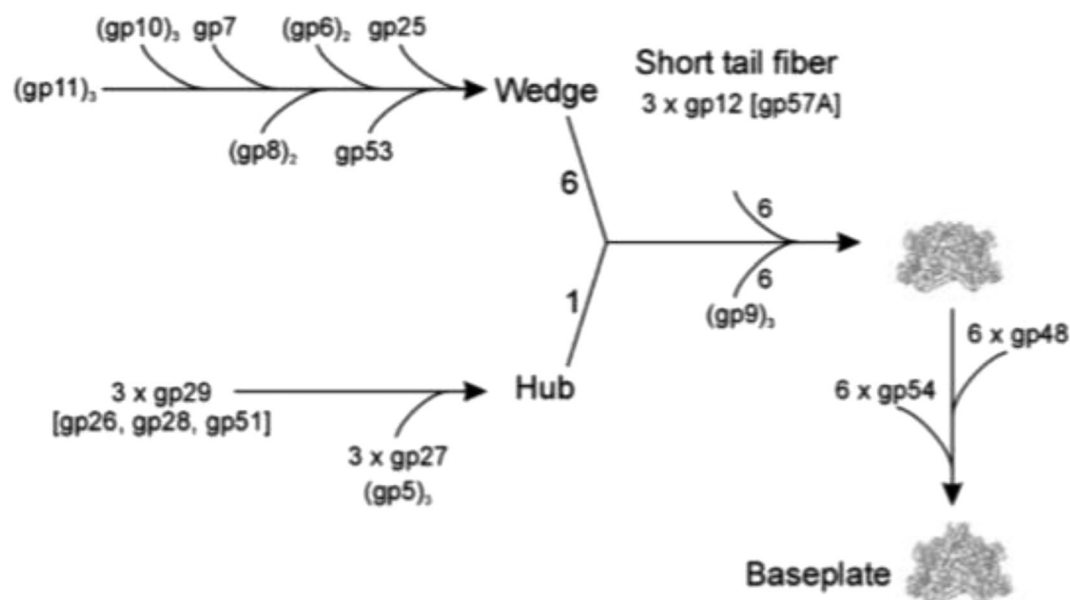 (gp10)₃ gp7 (gp6)₂ gp25
(gp11)₃
Wedge
(gp8)₂ gp53
Short tail fiber
3 x gp12 [gp57A]
6
6
6
(gp9)₃
1
Hub
3 x gp29
[gp26, gp28, gp51]
3 x gp27
(gp5)₃
6 x gp48
6 x gp54
Baseplate